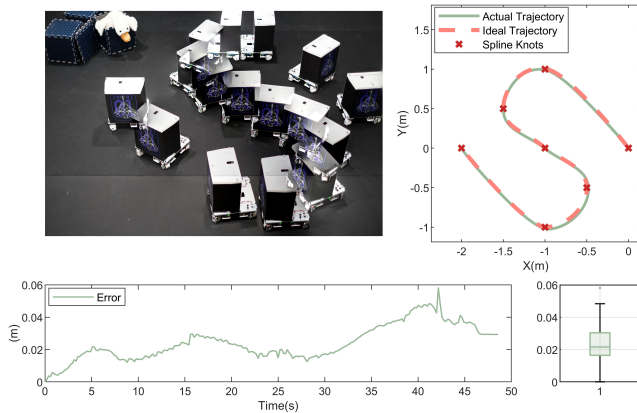 Actual Trajectory
Ideal Trajectory
Spline Knots
1
0.5
0
-0.5
-1
Y(m)
-2 -1.5 -1 -0.5 0
X(m)
0.06
0.04
0.02
0
(m)
Error
0 5 10 15 20 25 30 35 40 45 50
Time(s)
0.06
0.04
0.02
0
1